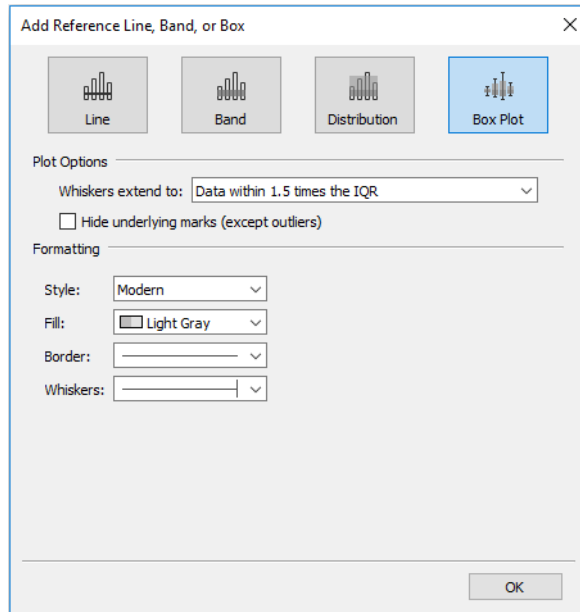 Add Reference Line, Band, or Box
Line Band Distribution Box Plot
Plot Options
Whiskers extend to: Data within 1.5 times the IQR
Hide underlying marks (except outliers)
Formatting
Style: Modern
Fill: Light Gray
Border:
Whiskers:
OK